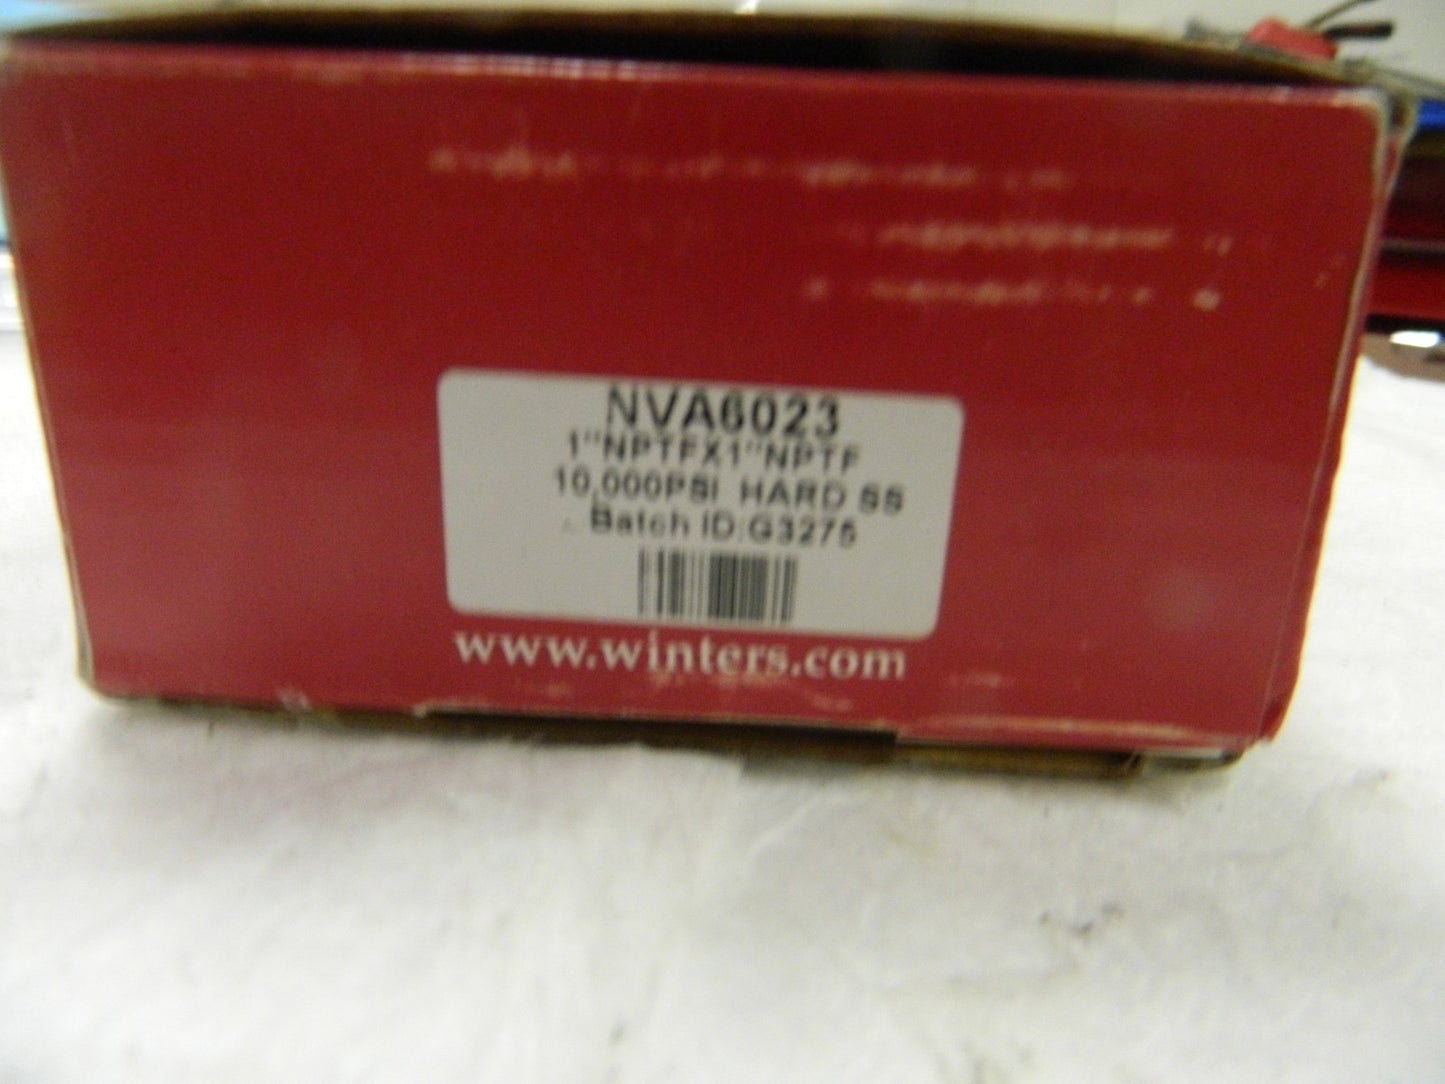 NVA6023
1"NPTFX1"NPTF
10,000PSI HARD SS
Batch ID:G3275
www.winters.com